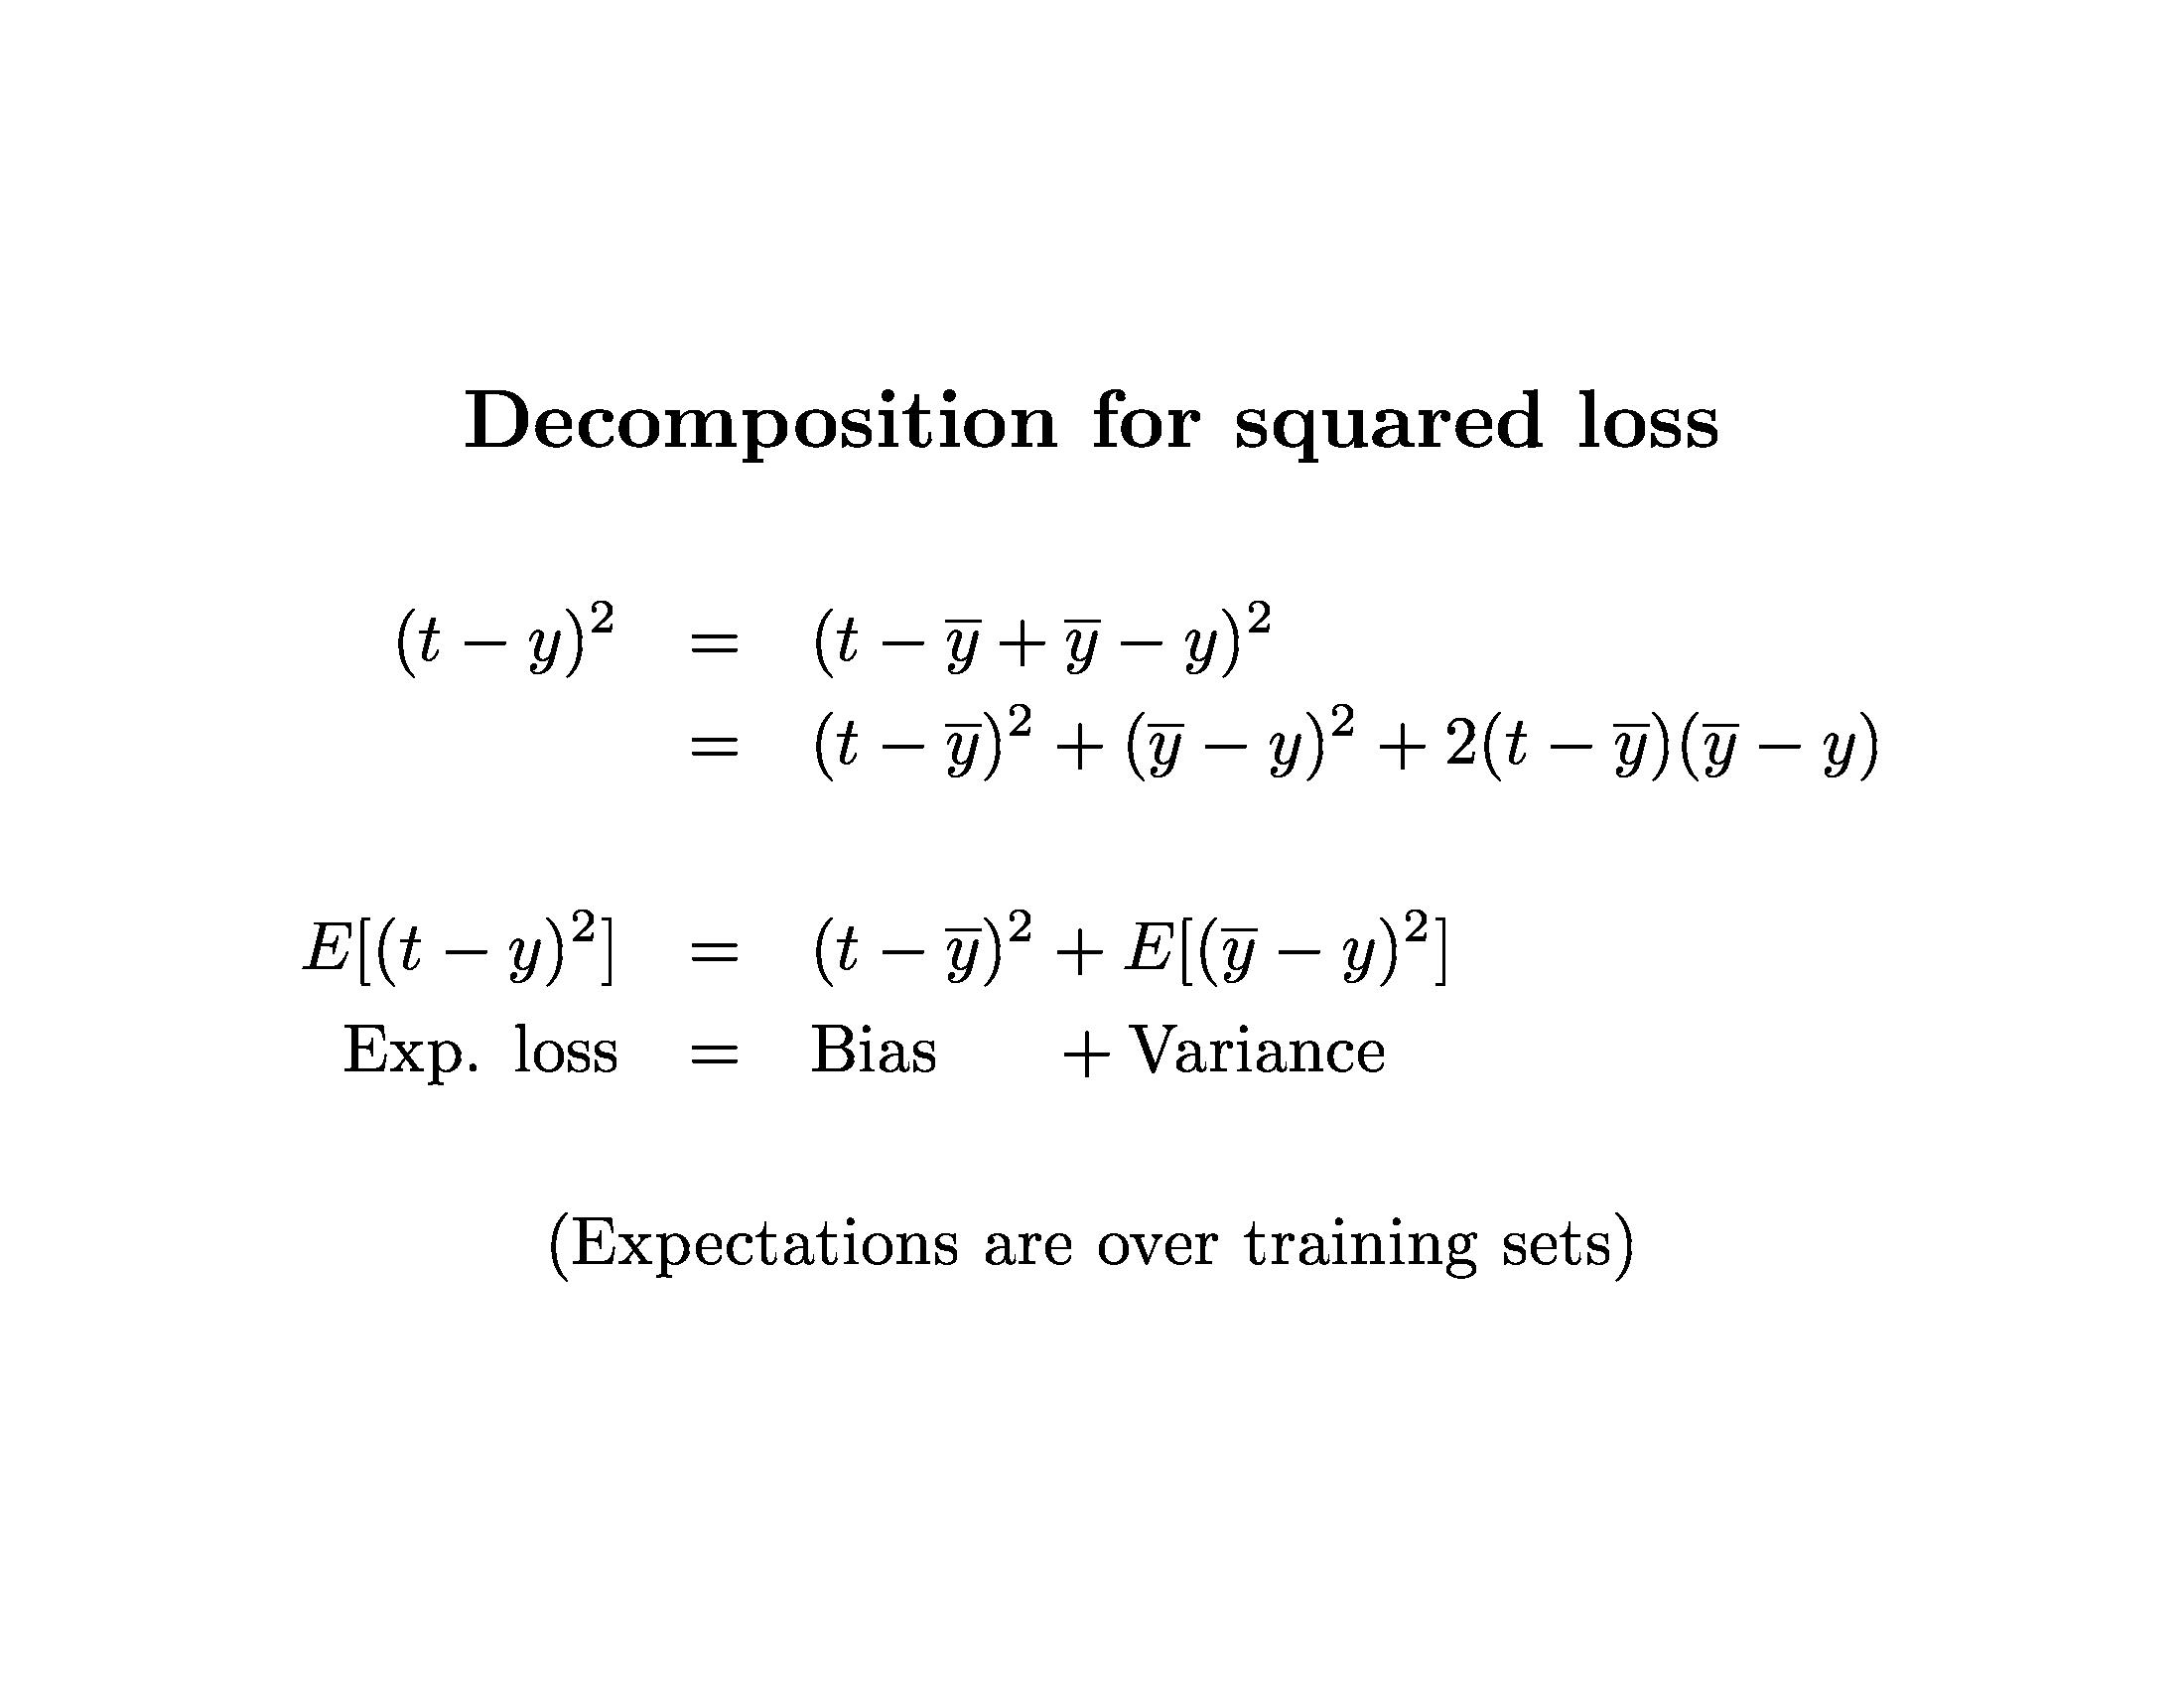 Decomposition for squared loss
(t − y)² = (t − y̅ + y̅ − y)²
= (t − y̅)² + (y̅ − y)² + 2(t − y̅)(y̅ − y)
E[(t − y)²] = (t − y̅)² + E[(y̅ − y)²]
Exp. loss = Bias + Variance
(Expectations are over training sets)